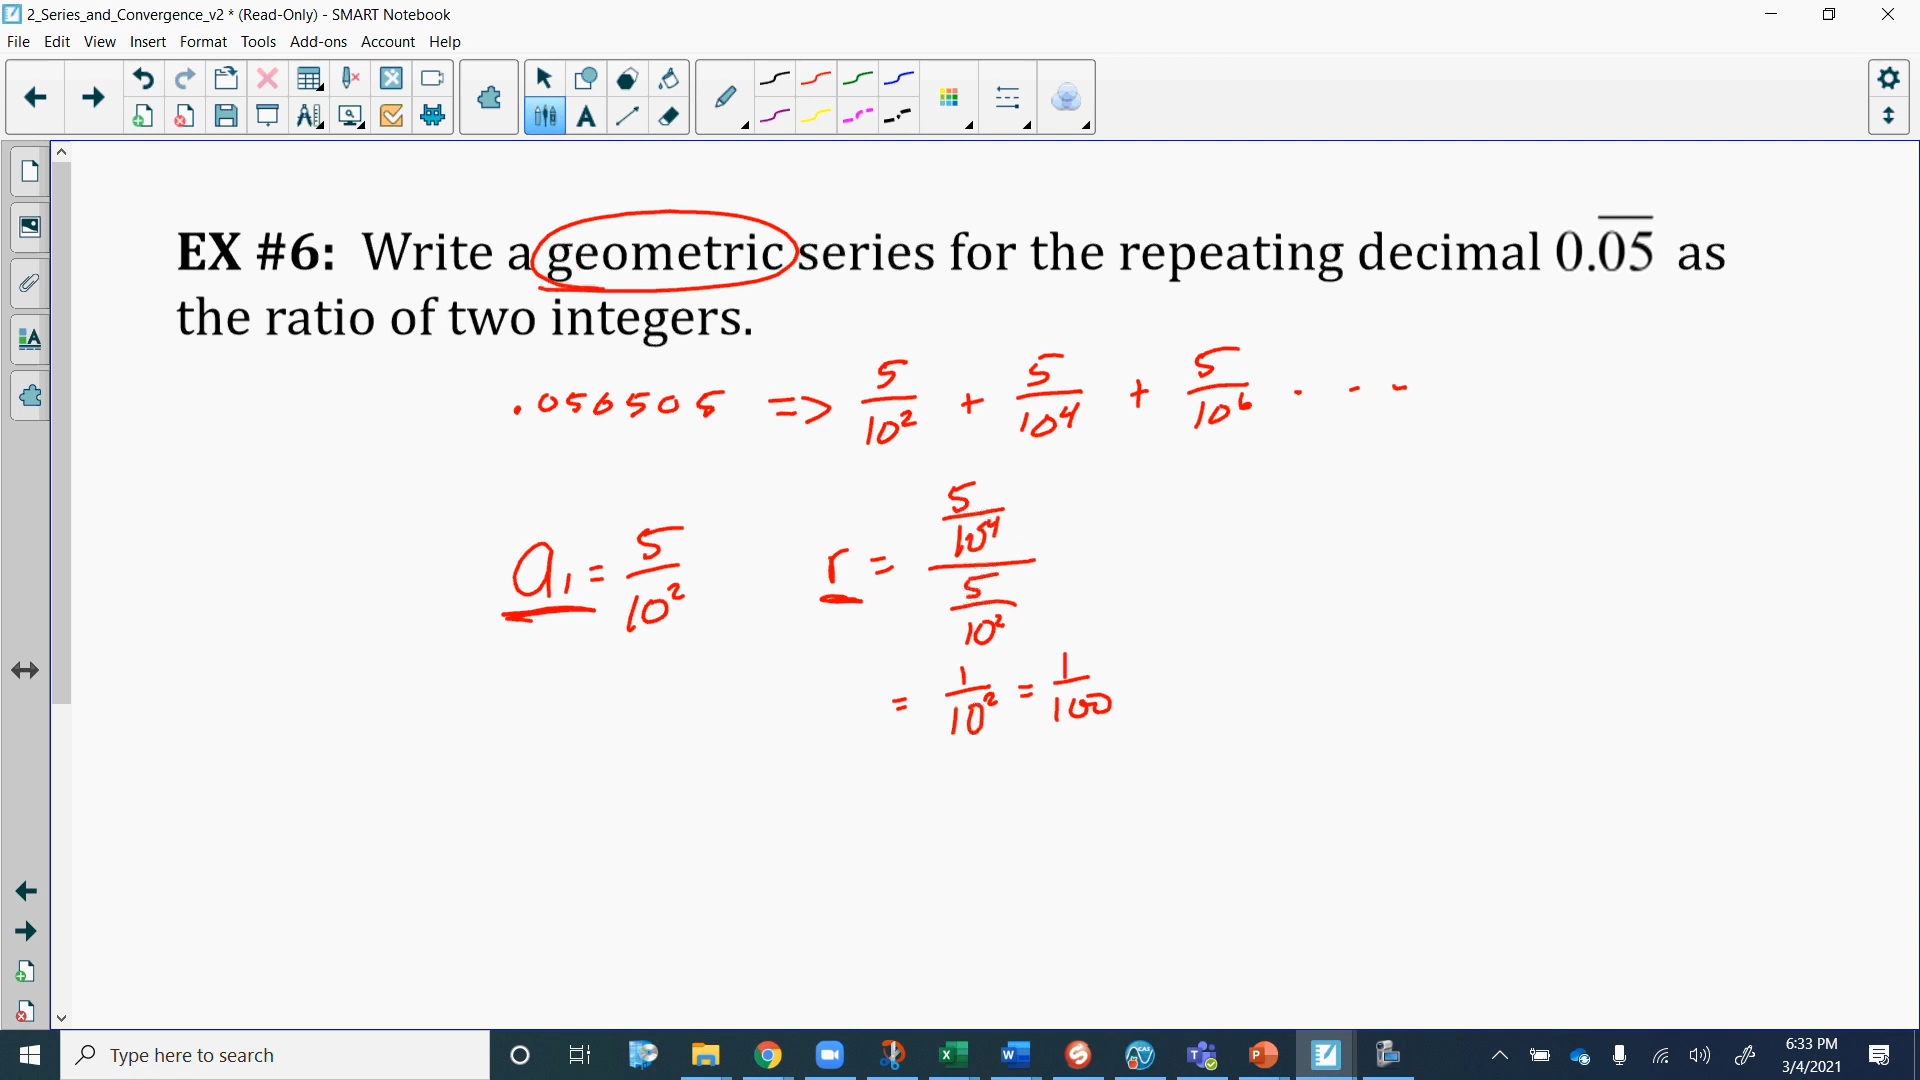 2_Series_and_Convergence_v2 * (Read-Only) - SMART Notebook
File Edit View Insert Format Tools Add-ons Account Help
EX #6: Write a geometric series for the repeating decimal 0.0̅5̅ as
the ratio of two integers.
.050505 => 5/10² + 5/10⁴ + 5/10⁶ . - -
a₁ = 5/10² r = (5/10⁴)/(5/10²)
= 1/10² = 1/100
Type here to search
6:33 PM
3/4/2021